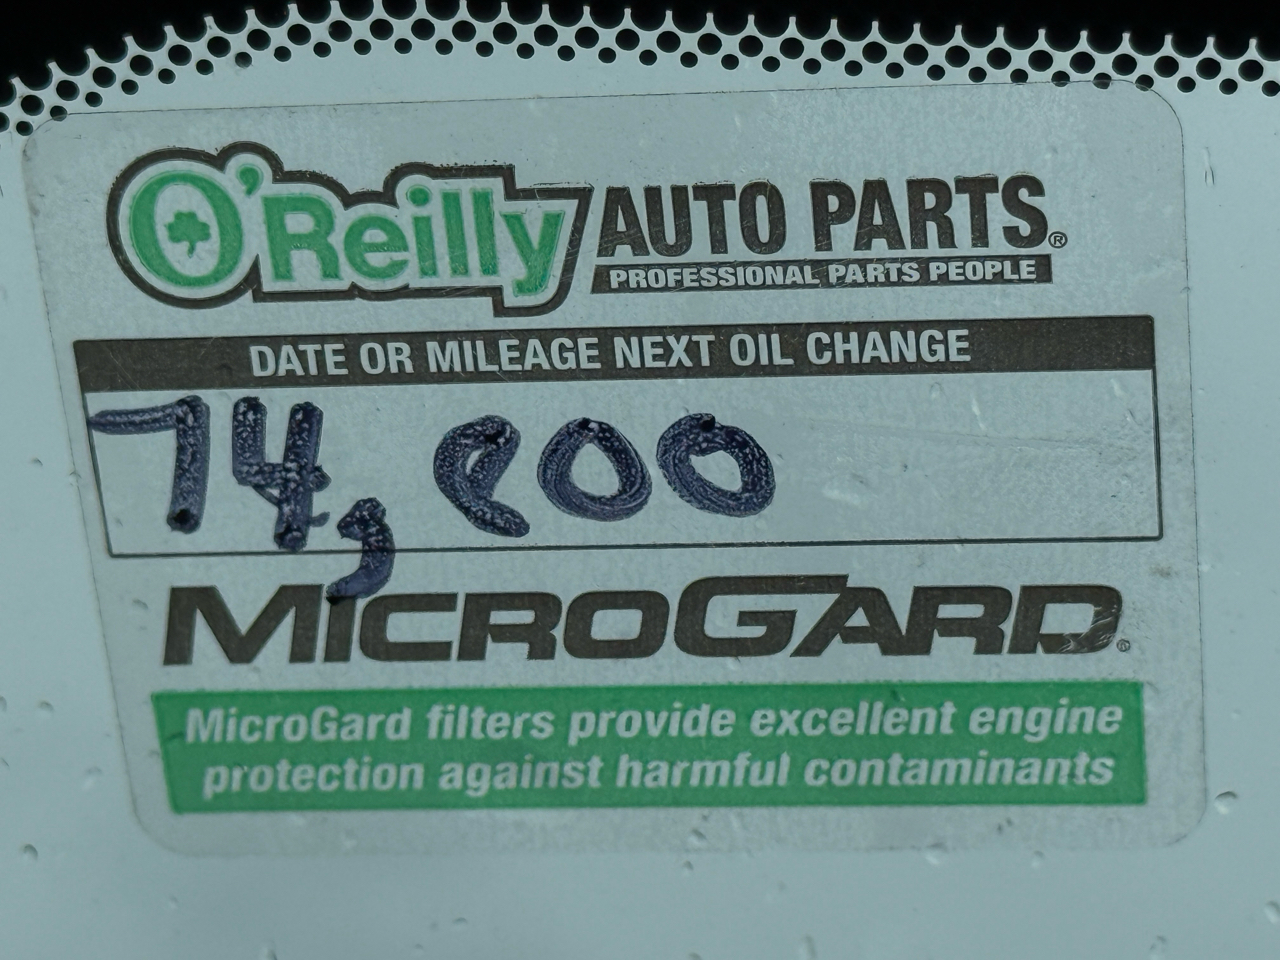 O'Reilly AUTO PARTS®
PROFESSIONAL PARTS PEOPLE
DATE OR MILEAGE NEXT OIL CHANGE
74,800
MICROGARD®
MicroGard filters provide excellent engine
protection against harmful contaminants